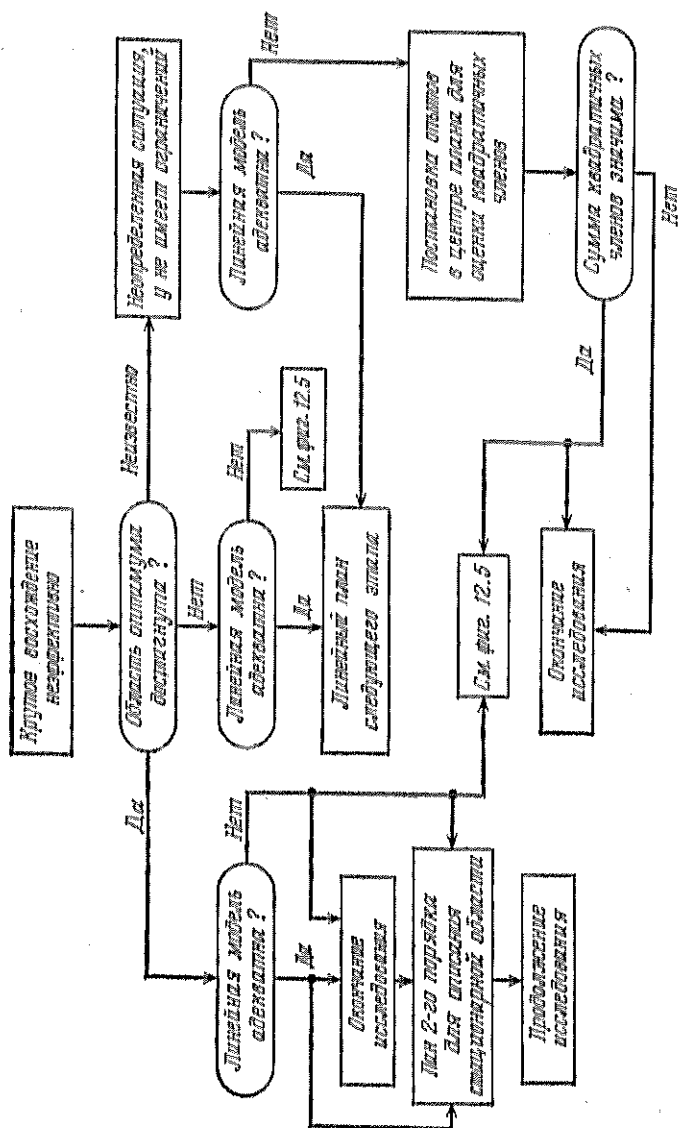 Крутое восхождение
неэффективно
Область оптимума
достигнута?
Да
Нет
Неизвестно
Линейная модель
адекватна?
Нет
Да
Окончание
исследования
Пан 2-го порядка
для описания
стационарной области
Продолжение
исследования
Линейная модель
адекватна?
Нет
Да
См. фиг. 12.5
Линейный план
следующего этапа
Неопределенная ситуация,
у не имеет ограничений
Линейная модель
адекватна?
Нет
Да
Постановка опытов
в центре плана для
оценки квадратичных
членов
Сумма квадратичных
членов значима?
Да
Нет
См. фиг. 12.5
Окончание
исследования